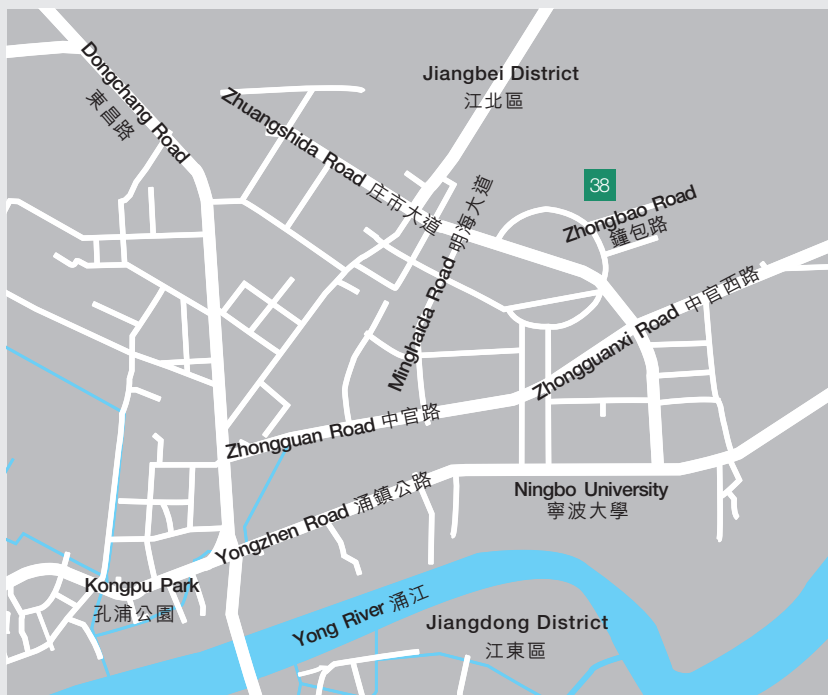 Dongchang Road
東昌路
Jiangbei District
江北區
Zhuangshida Road 庄市大道
38
Zhongbao Road
鐘包路
Minghaida Road 明海大道
Zhongguanxi Road 中官西路
Zhongguan Road 中官路
Yongzhen Road 涌鎮公路
Ningbo University
寧波大學
Kongpu Park
孔浦公園
Yong River 涌江
Jiangdong District
江東區